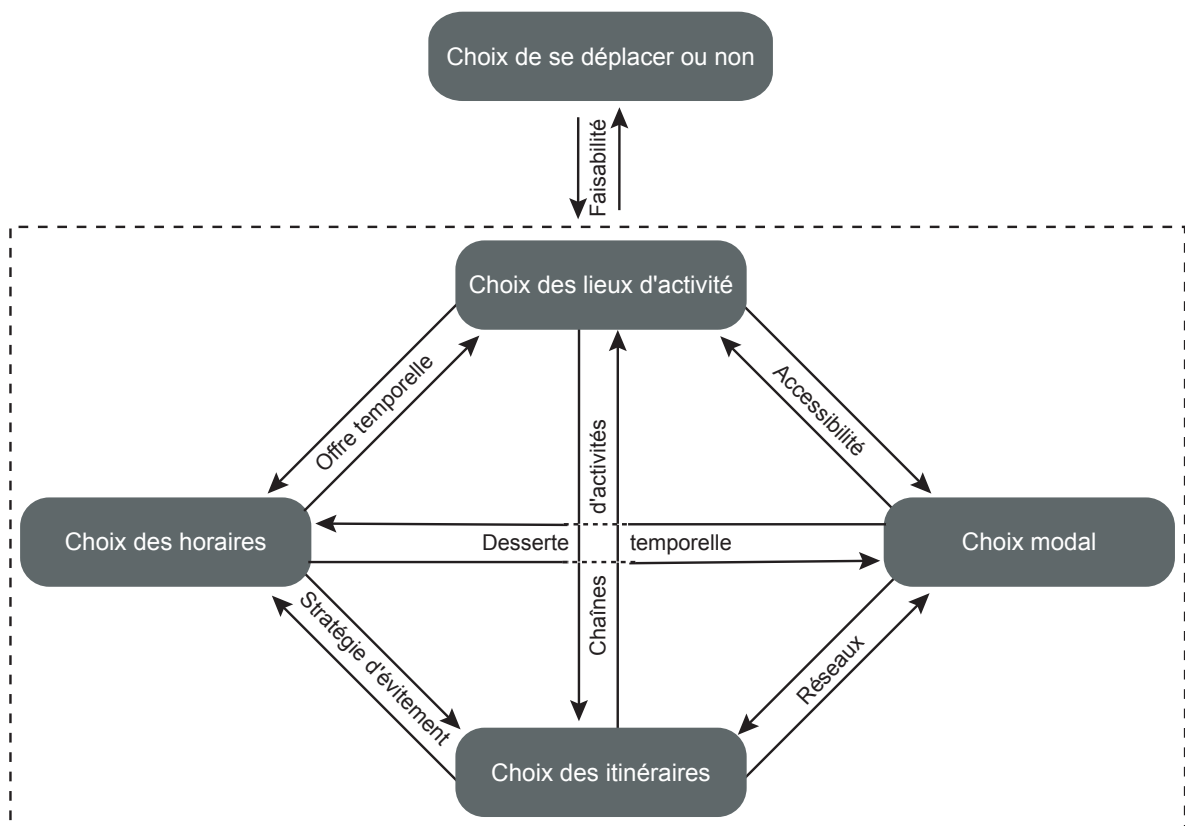 Choix de se déplacer ou non
Faisabilité
Choix des lieux d'activité
Offre temporelle
Accessibilité
Chaînes d'activités
Choix des horaires
Desserte temporelle
Choix modal
Stratégie d'évitement
Réseaux
Choix des itinéraires